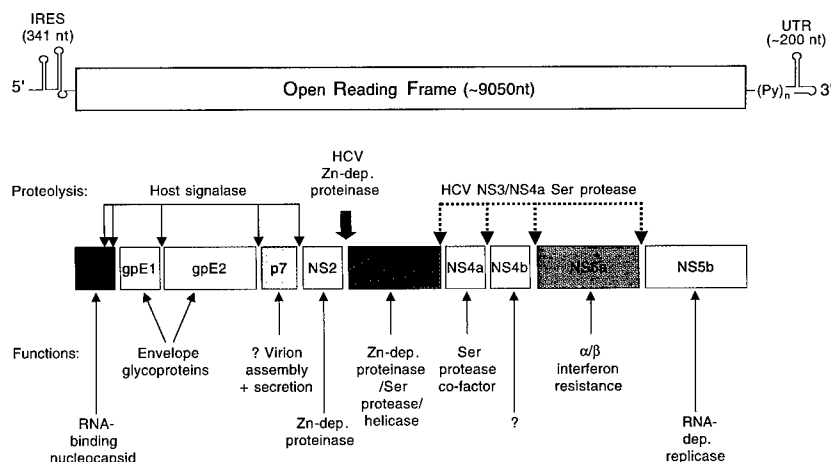 IRES
(341 nt)
UTR
(~200 nt)
5'
Open Reading Frame (~9050nt)
(Py)n
3'
HCV
Zn-dep.
proteinase
Proteolysis:
Host signalase
HCV NS3/NS4a Ser protease
gpE1
gpE2
p7
NS2
NS4a
NS4b
NS5a
NS5b
Functions:
Envelope
glycoproteins
? Virion
assembly
+ secretion
Zn-dep.
proteinase
/Ser
protease/
helicase
Ser
protease
co-factor
α/β
interferon
resistance
RNA-
binding
nucleocapsid
Zn-dep.
proteinase
?
RNA-
dep.
replicase